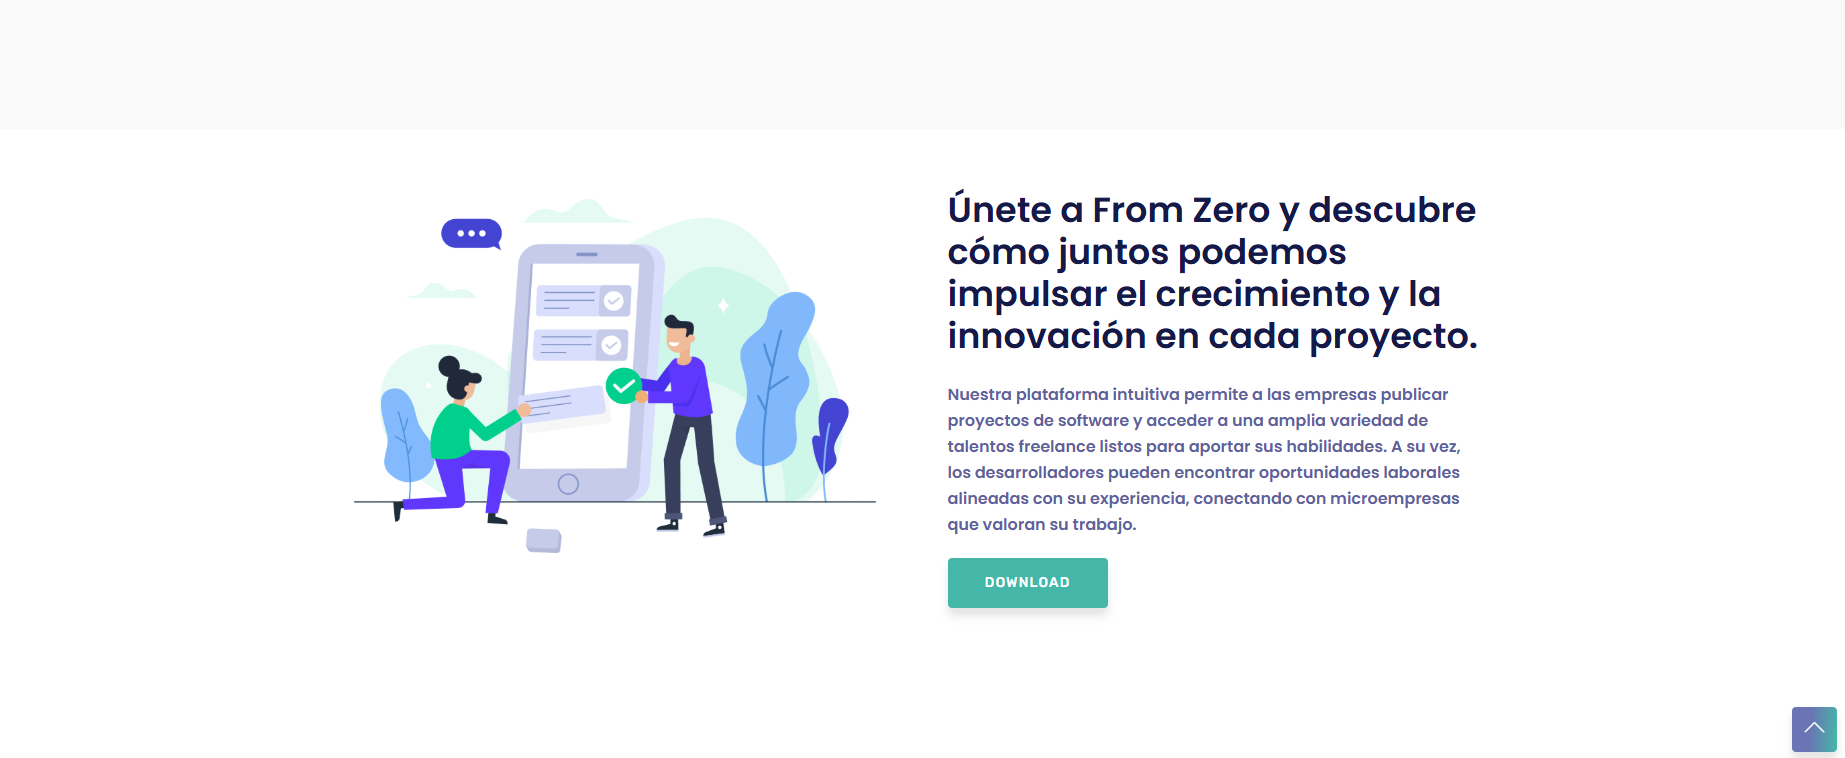 Únete a From Zero y descubre
cómo juntos podemos
impulsar el crecimiento y la
innovación en cada proyecto.
Nuestra plataforma intuitiva permite a las empresas publicar
proyectos de software y acceder a una amplia variedad de
talentos freelance listos para aportar sus habilidades. A su vez,
los desarrolladores pueden encontrar oportunidades laborales
alineadas con su experiencia, conectando con microempresas
que valoran su trabajo.
DOWNLOAD